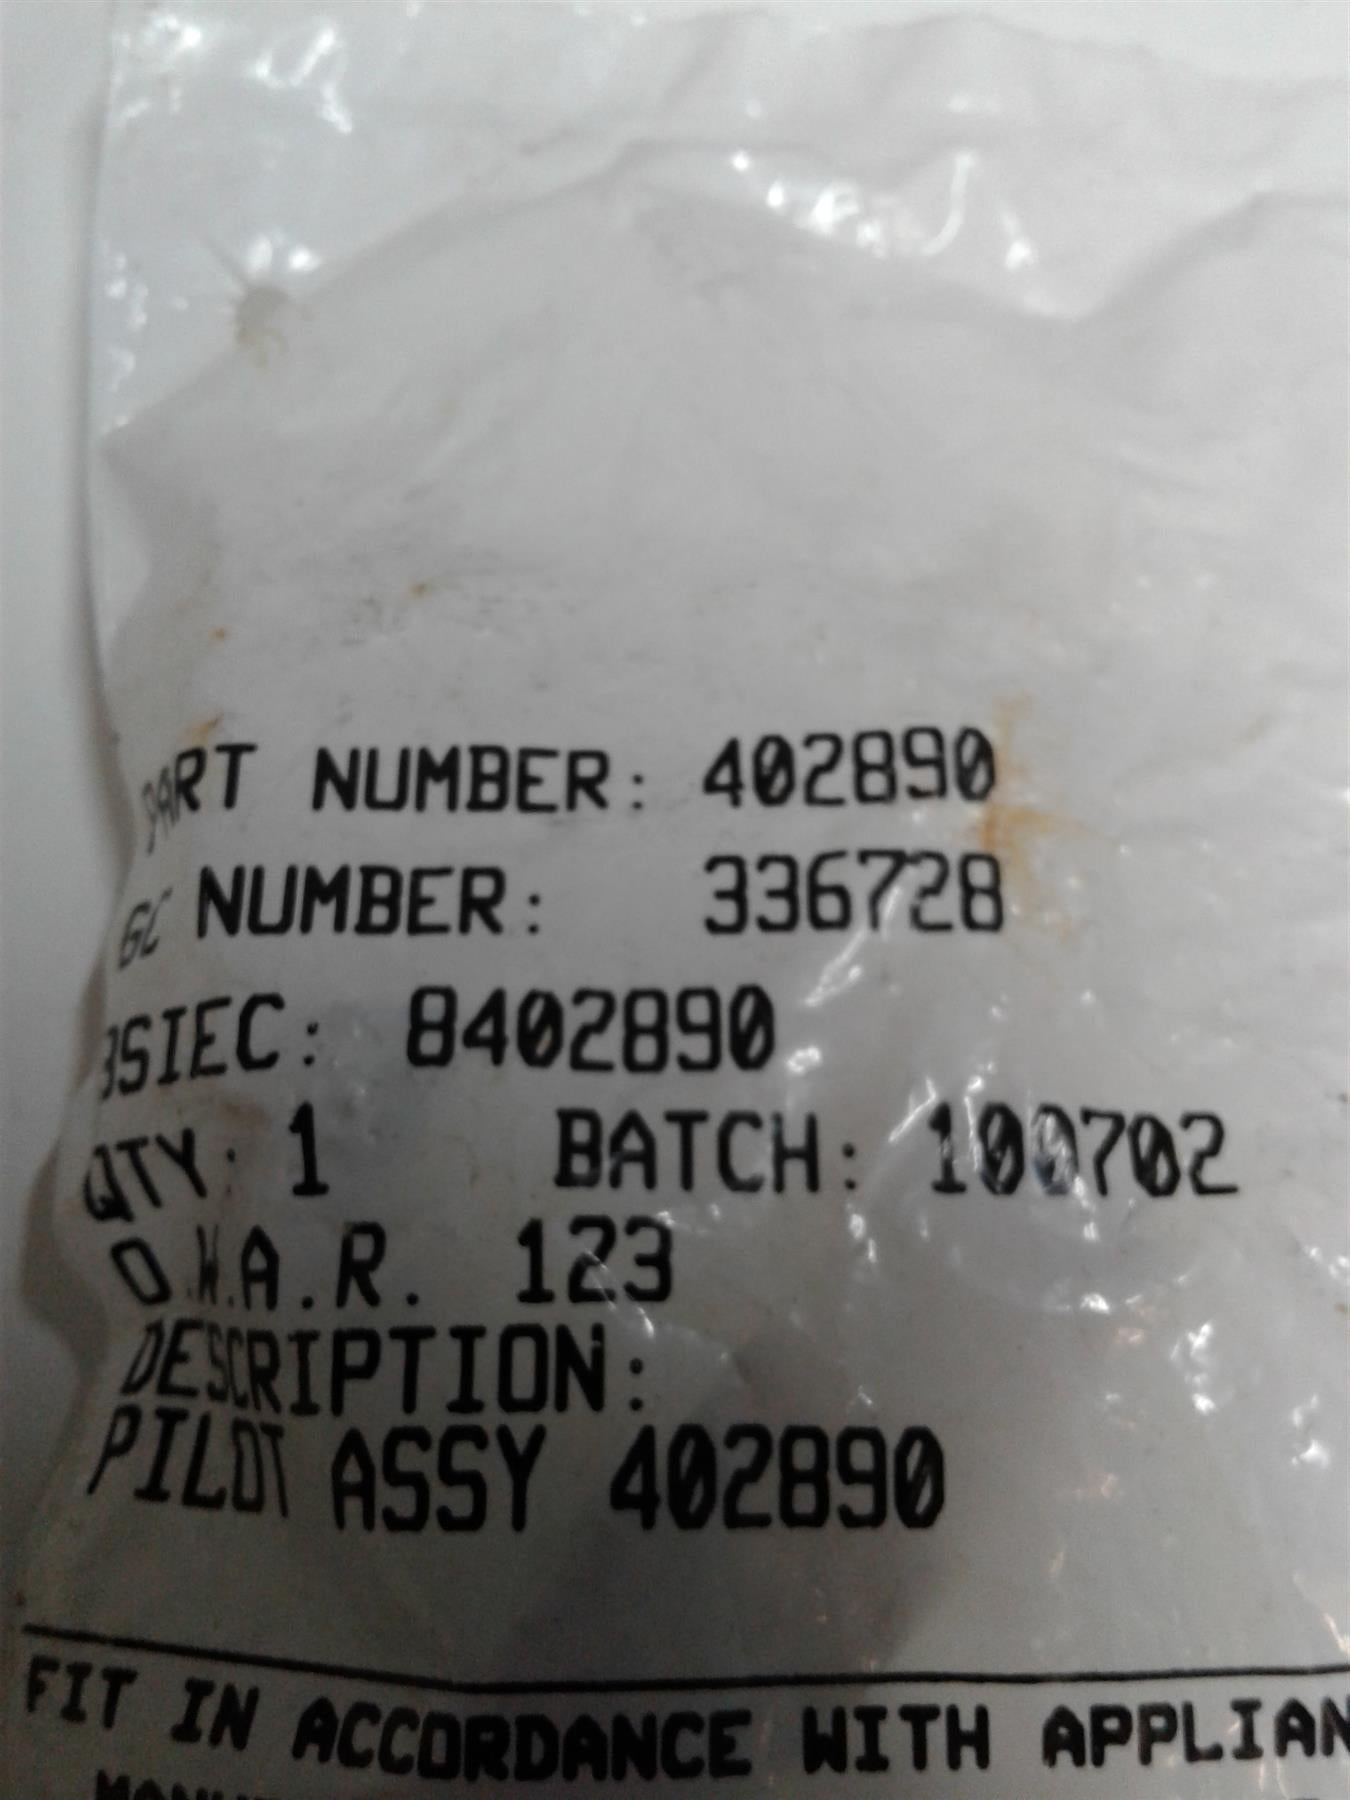 PART NUMBER: 402890
GC NUMBER: 336728
BSIEC: 8402890
QTY: 1 BATCH: 100702
O.W.A.R. 123
DESCRIPTION:
PILOT ASSY 402890
FIT IN ACCORDANCE WITH APPLIAN